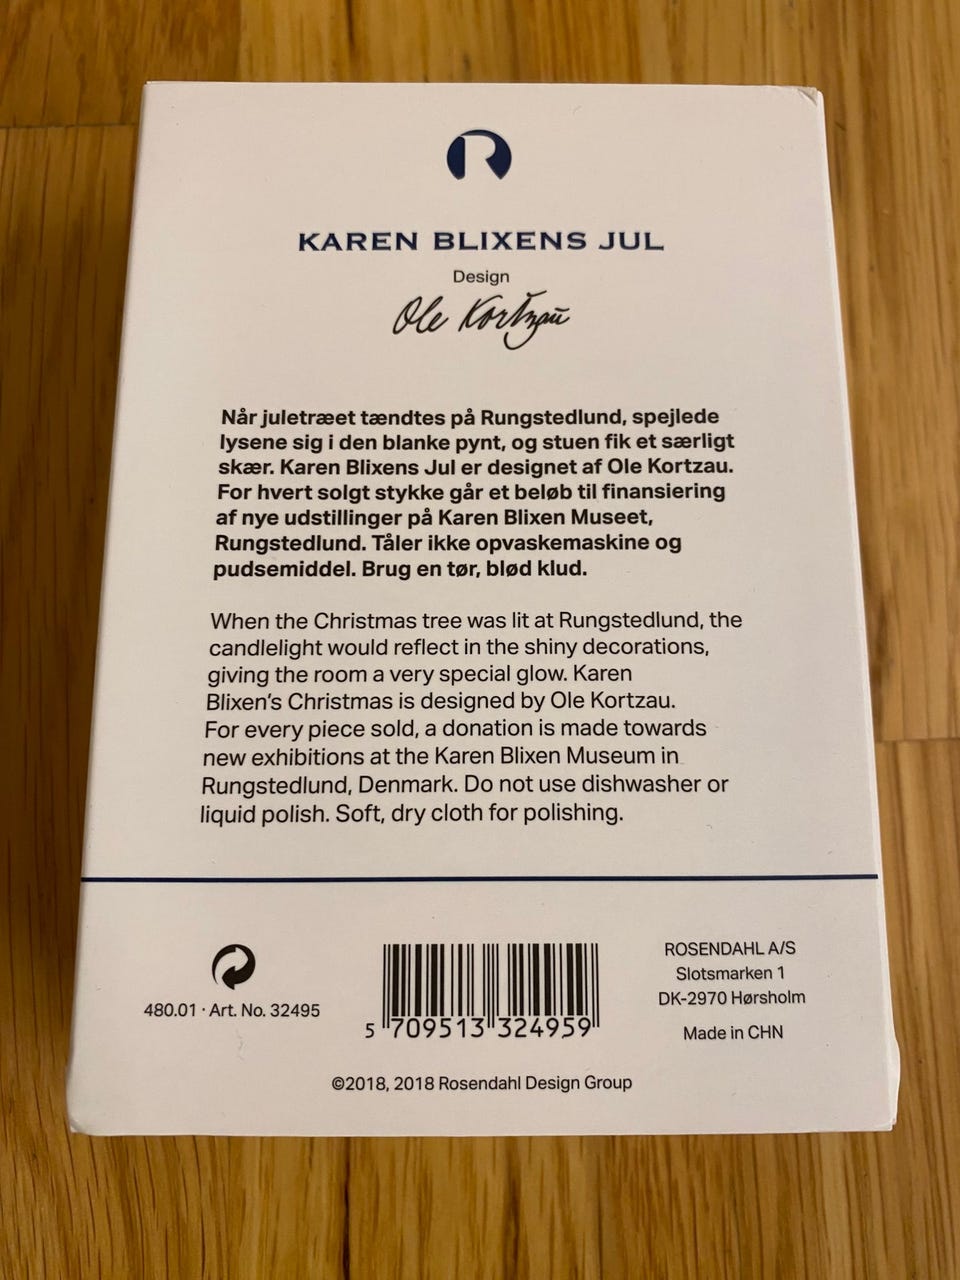 R
KAREN BLIXENS JUL
Design
Ole Kortzau
Når juletræet tændtes på Rungstedlund, spejlede
lysene sig i den blanke pynt, og stuen fik et særligt
skær. Karen Blixens Jul er designet af Ole Kortzau.
For hvert solgt stykke går et beløb til finansiering
af nye udstillinger på Karen Blixen Museet,
Rungstedlund. Tåler ikke opvaskemaskine og
pudsemiddel. Brug en tør, blød klud.
When the Christmas tree was lit at Rungstedlund, the
candlelight would reflect in the shiny decorations,
giving the room a very special glow. Karen
Blixen's Christmas is designed by Ole Kortzau.
For every piece sold, a donation is made towards
new exhibitions at the Karen Blixen Museum in
Rungstedlund, Denmark. Do not use dishwasher or
liquid polish. Soft, dry cloth for polishing.
480.01 · Art. No. 32495
5 709513 324959
ROSENDAHL A/S
Slotsmarken 1
DK-2970 Hørsholm
Made in CHN
©2018, 2018 Rosendahl Design Group